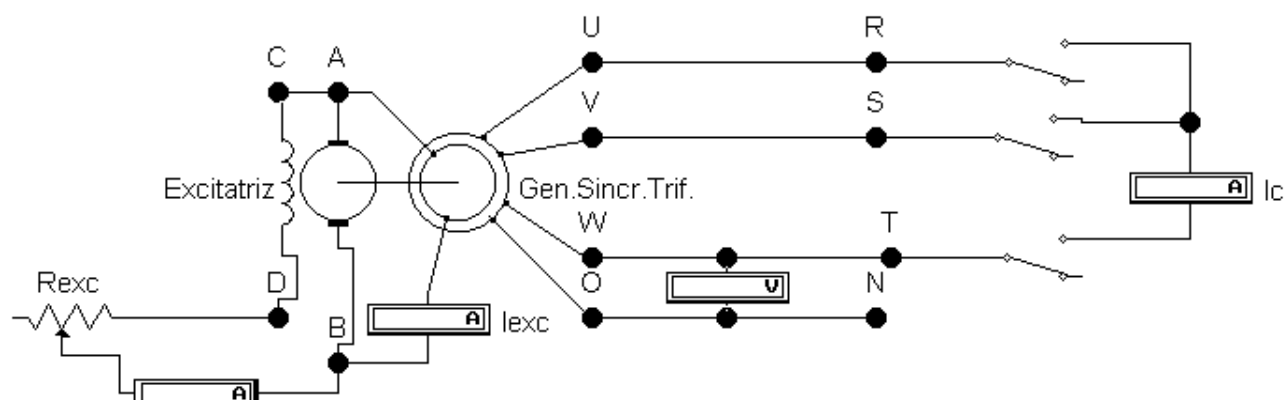 U R
C A
V S
Excitatriz
Gen.Sincr.Trif.
A Ic
W T
Rexc D O V N
B A Iexc
A